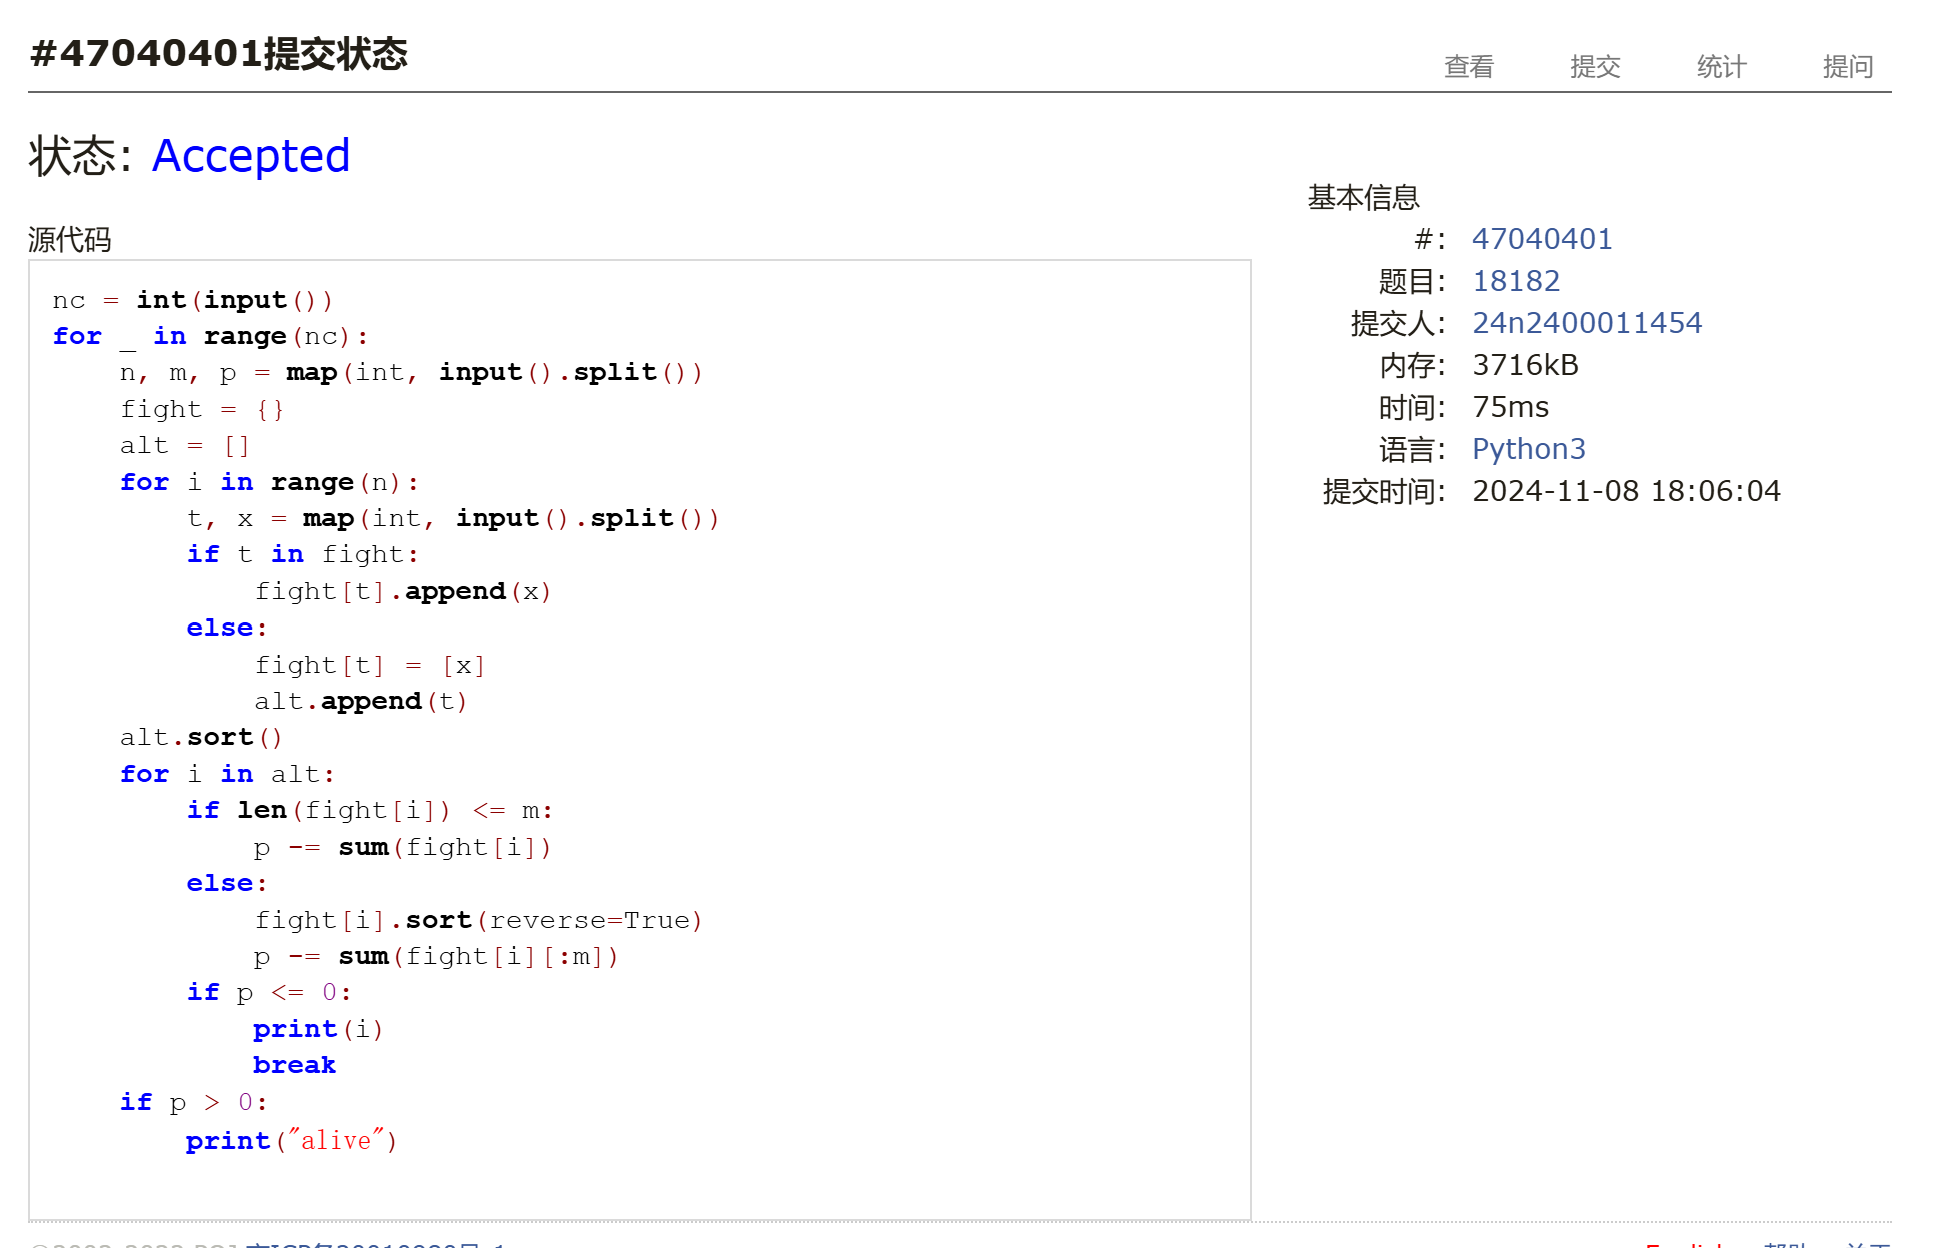 #47040401提交状态
查看 提交 统计 提问
状态: Accepted
源代码
nc = int(input())
for _ in range(nc):
    n, m, p = map(int, input().split())
    fight = {}
    alt = []
    for i in range(n):
        t, x = map(int, input().split())
        if t in fight:
            fight[t].append(x)
        else:
            fight[t] = [x]
            alt.append(t)
    alt.sort()
    for i in alt:
        if len(fight[i]) <= m:
            p -= sum(fight[i])
        else:
            fight[i].sort(reverse=True)
            p -= sum(fight[i][:m])
        if p <= 0:
            print(i)
            break
    if p > 0:
        print("alive")
基本信息
#: 47040401
题目: 18182
提交人: 24n2400011454
内存: 3716kB
时间: 75ms
语言: Python3
提交时间: 2024-11-08 18:06:04
English 帮助 关于